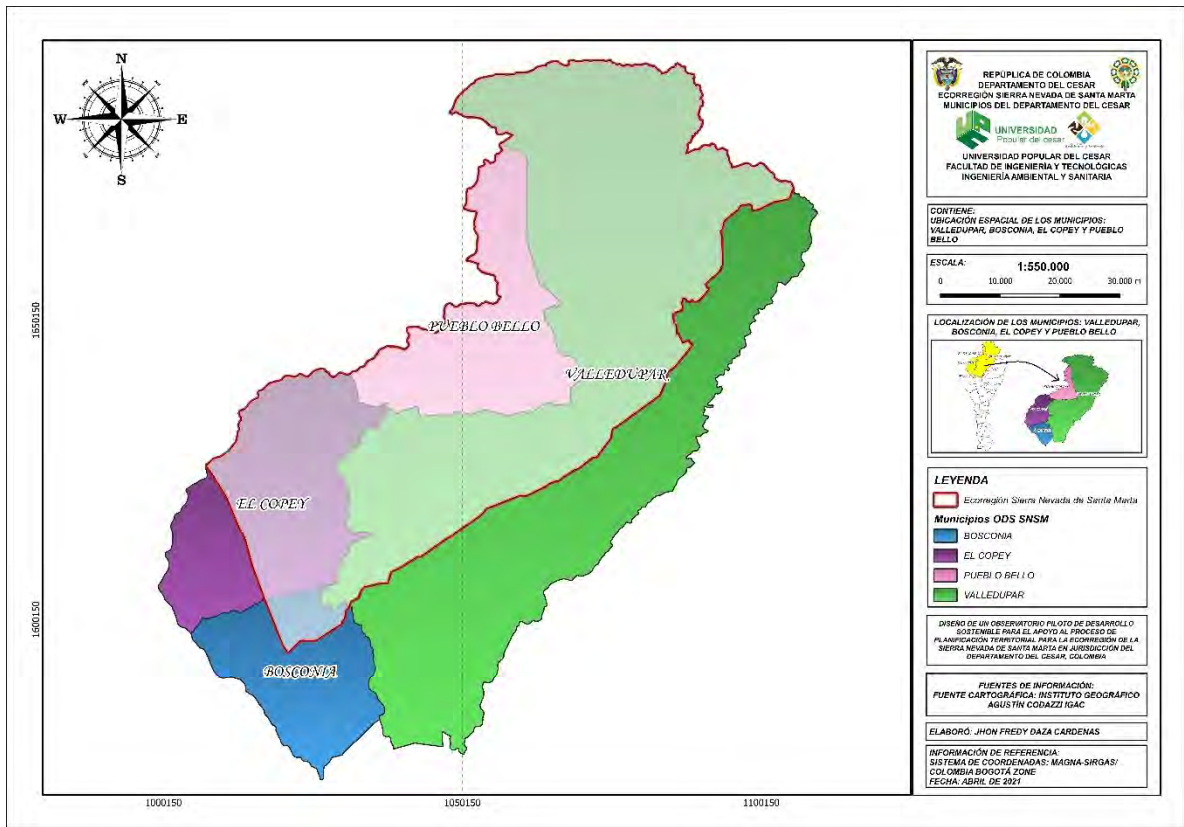 N
W
E
S
PUEBLO BELLO
VALLEDUPAR
EL COPEY
BOSCONIA
1650150
1600150
1000150
1050150
1100150
REPÚBLICA DE COLOMBIA
DEPARTAMENTO DEL CESAR
ECORREGIÓN SIERRA NEVADA DE SANTA MARTA
MUNICIPIOS DEL DEPARTAMENTO DEL CESAR
UNIVERSIDAD
Popular del cesar
UNIVERSIDAD POPULAR DEL CESAR
FACULTAD DE INGENIERÍA Y TECNOLÓGICAS
INGENIERÍA AMBIENTAL Y SANITARIA
CONTIENE:
UBICACIÓN ESPACIAL DE LOS MUNICIPIOS:
VALLEDUPAR, BOSCONIA, EL COPEY Y PUEBLO
BELLO
ESCALA:
1:550.000
0 10.000 20.000 30.000 m
LOCALIZACIÓN DE LOS MUNICIPIOS: VALLEDUPAR,
BOSCONIA, EL COPEY Y PUEBLO BELLO
LEYENDA
Ecorregión Sierra Nevada de Santa Marta
Municipios ODS SNSM
BOSCONIA
EL COPEY
PUEBLO BELLO
VALLEDUPAR
DISEÑO DE UN OBSERVATORIO PILOTO DE DESARROLLO
SOSTENIBLE PARA EL APOYO AL PROCESO DE
PLANIFICACIÓN TERRITORIAL PARA LA ECORREGIÓN DE LA
SIERRA NEVADA DE SANTA MARTA EN JURISDICCIÓN DEL
DEPARTAMENTO DEL CESAR, COLOMBIA
FUENTES DE INFORMACIÓN:
FUENTE CARTOGRÁFICA: INSTITUTO GEOGRÁFICO
AGUSTÍN CODAZZI IGAC
ELABORÓ: JHON FREDY DAZA CARDENAS
INFORMACIÓN DE REFERENCIA:
SISTEMA DE COORDENADAS: MAGNA-SIRGAS/
COLOMBIA BOGOTÁ ZONE
FECHA: ABRIL DE 2021